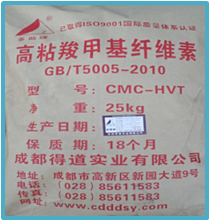 已取得ISO9001国际质量体系认证
高粘羧甲基纤维素
GB/T5005-2010
型 号: CMC-HVT
净 重: 25kg
生产日期:
保 质 期: 18个月
成都得道实业有限公司
地址: 成都市高新区新园大道9号
电话: (028) 85611583
传真: (028) 85611583
www.cdddsy.com